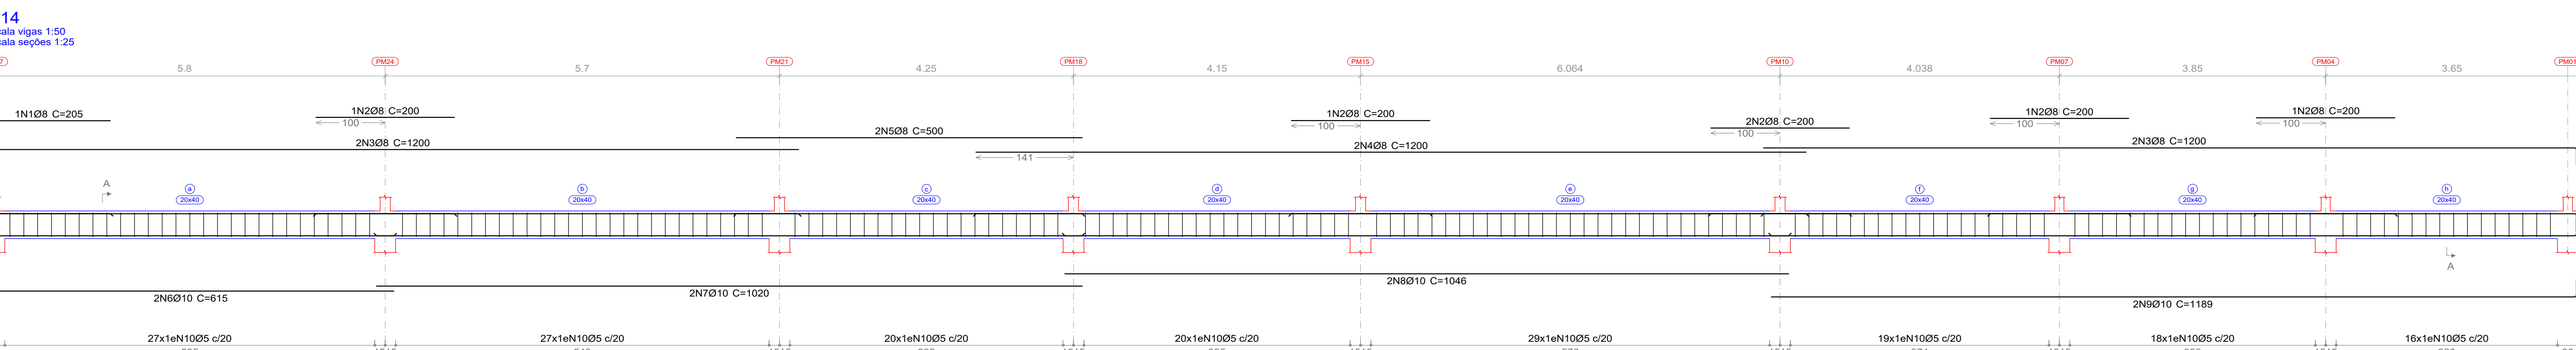 14
cala vigas 1:50
cala seções 1:25
7 PM24 PM21 PM18 PM15 PM10 PM07 PM04 PM01
5.8 5.7 4.25 4.15 6.064 4.038 3.85 3.65
1N1Ø8 C=205 1N2Ø8 C=200 1N2Ø8 C=200 2N2Ø8 C=200 1N2Ø8 C=200 1N2Ø8 C=200
100 100 100 100 100
2N5Ø8 C=500
2N3Ø8 C=1200 2N4Ø8 C=1200 2N3Ø8 C=1200
141
A
a b c d e f g h
20x40 20x40 20x40 20x40 20x40 20x40 20x40 20x40
A
2N8Ø10 C=1046
2N6Ø10 C=615 2N7Ø10 C=1020 2N9Ø10 C=1189
27x1eN10Ø5 c/20 27x1eN10Ø5 c/20 20x1eN10Ø5 c/20 20x1eN10Ø5 c/20 29x1eN10Ø5 c/20 19x1eN10Ø5 c/20 18x1eN10Ø5 c/20 16x1eN10Ø5 c/20